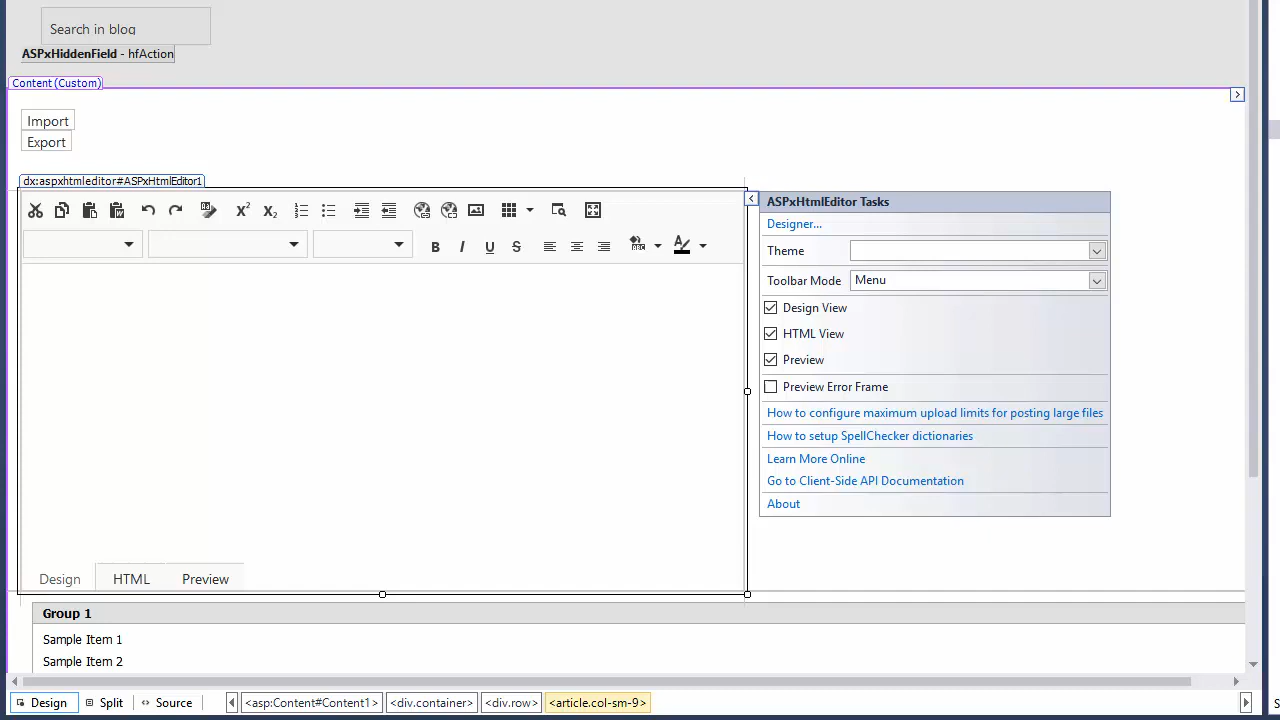 Search in blog
ASPxHiddenField - hfAction
Content (Custom)
Import
Export
dx:aspxhtmleditor#ASPxHtmlEditor1
ASPxHtmlEditor Tasks
Designer...
Theme
Toolbar Mode Menu
Design View
HTML View
Preview
Preview Error Frame
How to configure maximum upload limits for posting large files
How to setup SpellChecker dictionaries
Learn More Online
Go to Client-Side API Documentation
About
Design HTML Preview
Group 1
Sample Item 1
Sample Item 2
Design Split Source <asp:Content#Content1> <div.container> <div.row> <article.col-sm-9>